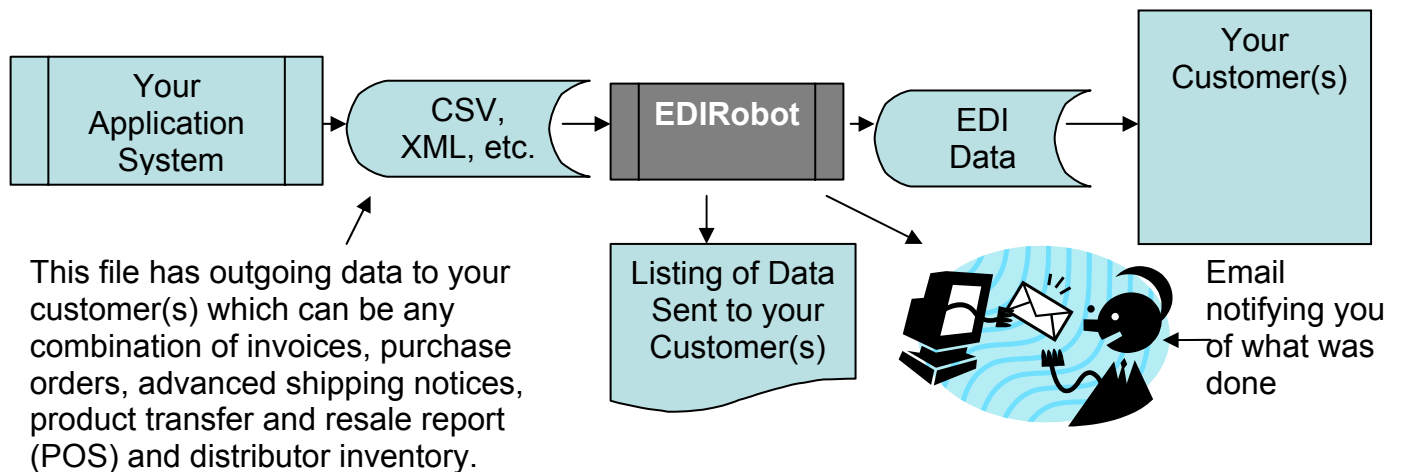 Your
Application
System
CSV,
XML, etc.
EDIRobot
EDI
Data
Your
Customer(s)
This file has outgoing data to your
customer(s) which can be any
combination of invoices, purchase
orders, advanced shipping notices,
product transfer and resale report
(POS) and distributor inventory.
Listing of Data
Sent to your
Customer(s)
Email
notifying you
of what was
done